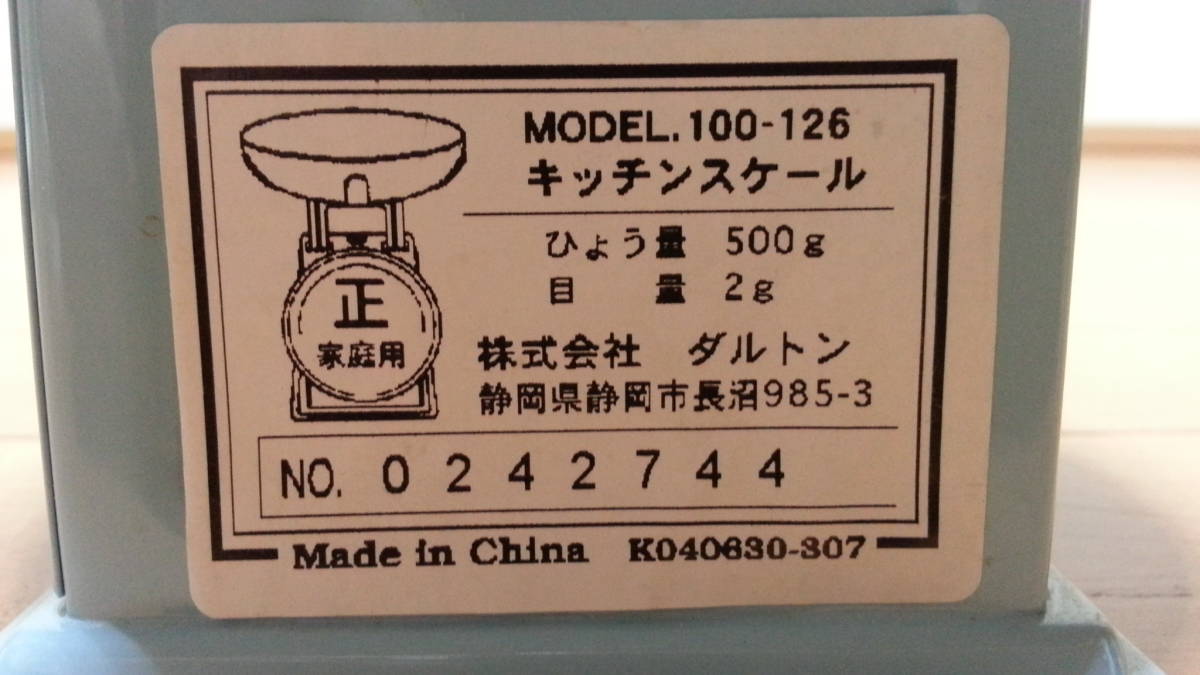 MODEL.100-126
キッチンスケール
ひょう量 500g
目 量 2g
正
家庭用
株式会社 ダルトン
静岡県静岡市長沼985-3
NO. 0242744
Made in China K040630-307